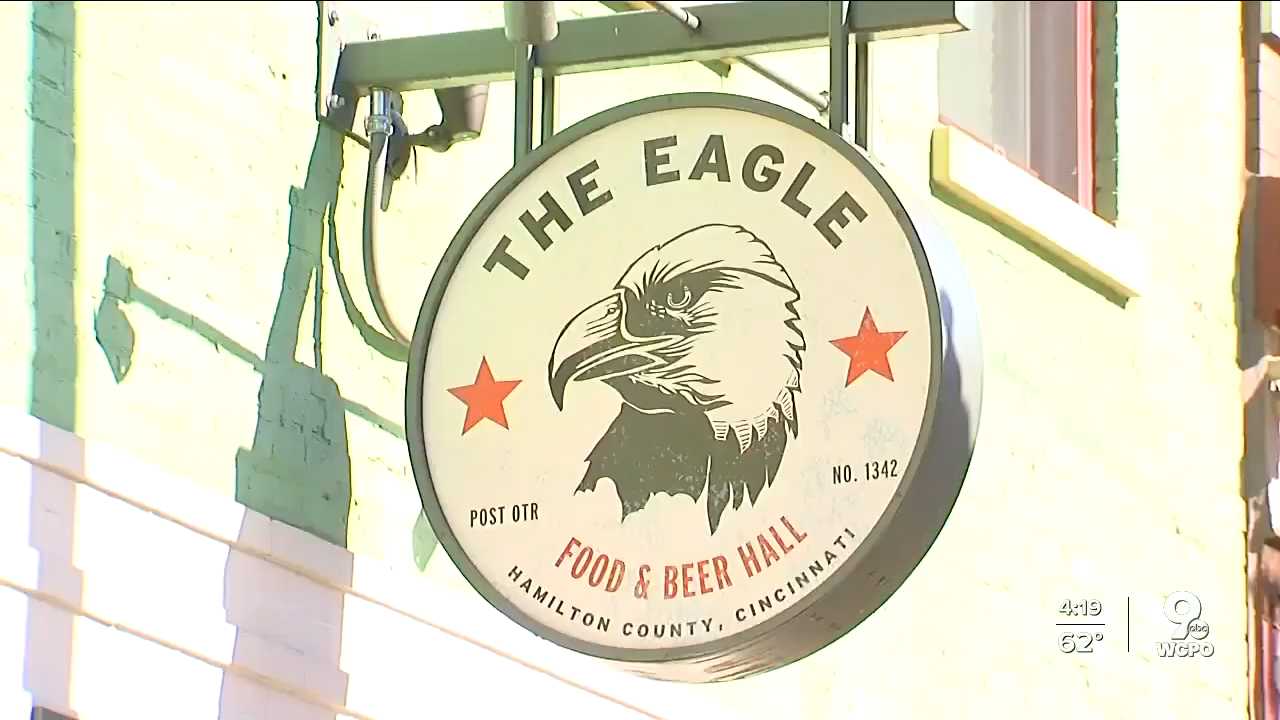 THE EAGLE
POST OTR
NO. 1342
FOOD & BEER HALL
HAMILTON COUNTY, CINCINNATI
4:19
62°
9
abc
WCPO